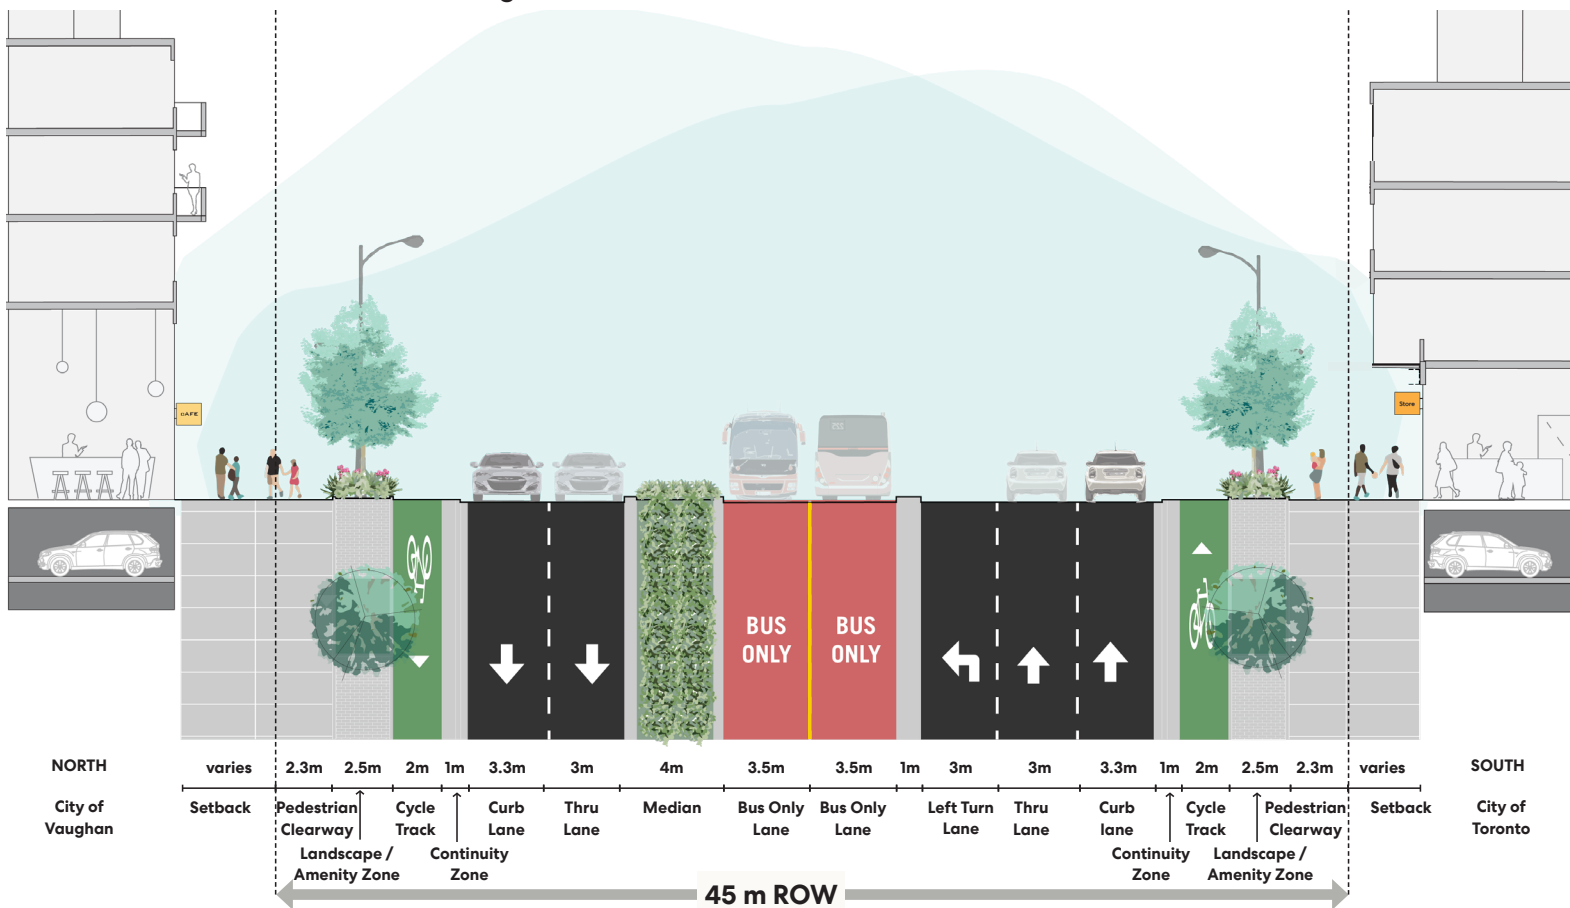 CAFE
Store
BUS
ONLY
BUS
ONLY
NORTH
varies
2.3m
2.5m
2m
1m
3.3m
3m
4m
3.5m
3.5m
1m
3m
3m
3.3m
1m
2m
2.5m
2.3m
varies
SOUTH
City of
Vaughan
Setback
Pedestrian
Clearway
Landscape /
Amenity Zone
Cycle
Track
Continuity
Zone
Curb
Lane
Thru
Lane
Median
Bus Only
Lane
Bus Only
Lane
Left Turn
Lane
Thru
Lane
Curb
lane
Continuity
Zone
Cycle
Track
Landscape /
Amenity Zone
Pedestrian
Clearway
Setback
City of
Toronto
45 m ROW